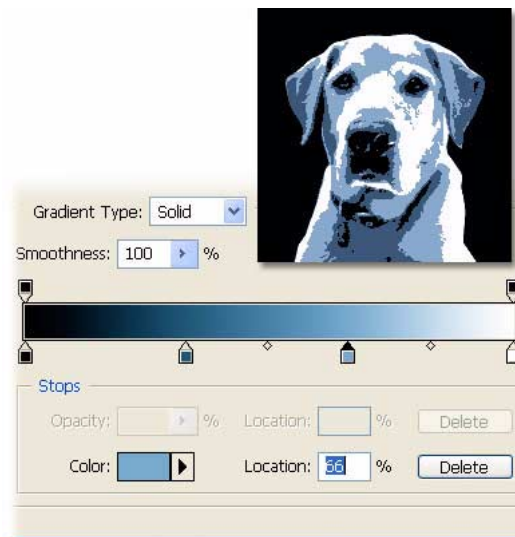 Gradient Type: Solid
Smoothness: 100 %
Stops
Opacity: % Location: % Delete
Color: Location: 66 % Delete